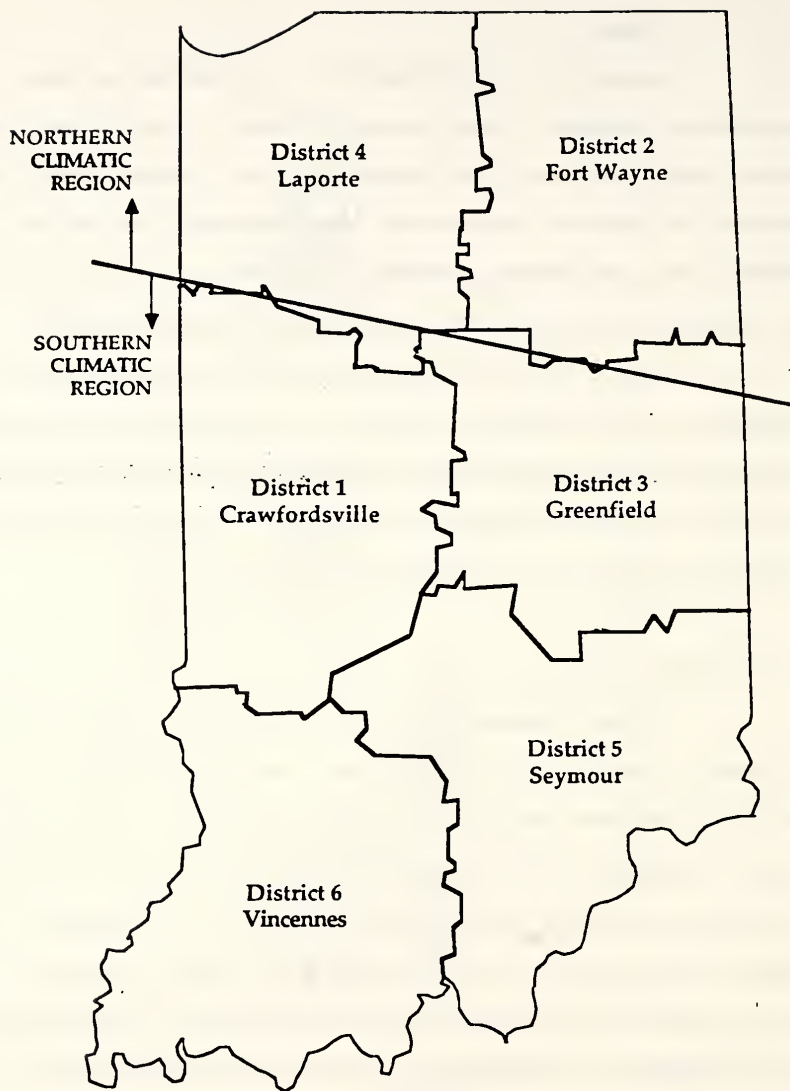 NORTHERN
CLIMATIC
REGION
District 4
Laporte
District 2
Fort Wayne
SOUTHERN
CLIMATIC
REGION
District 1
Crawfordsville
District 3
Greenfield
District 5
Seymour
District 6
Vincennes